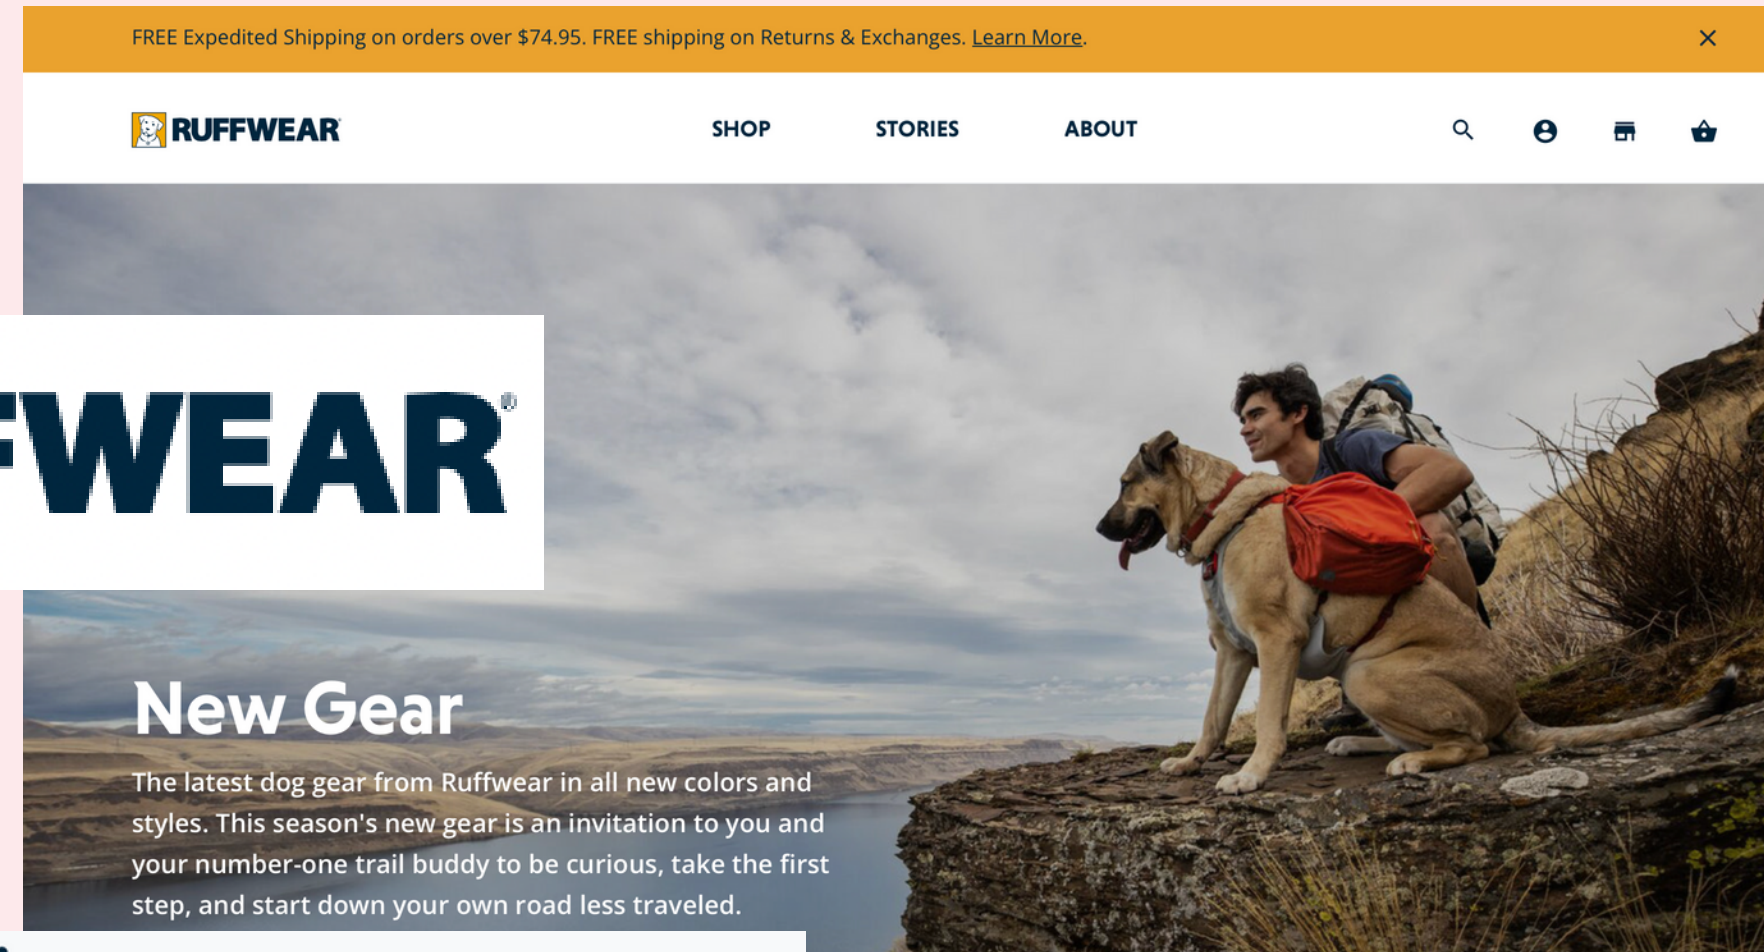 FREE Expedited Shipping on orders over $74.95. FREE shipping on Returns & Exchanges. Learn More.
RUFFWEAR
SHOP STORIES ABOUT
FWEAR®
New Gear
The latest dog gear from Ruffwear in all new colors and
styles. This season's new gear is an invitation to you and
your number-one trail buddy to be curious, take the first
step, and start down your own road less traveled.